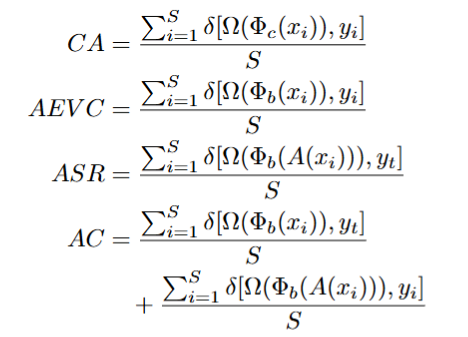 CA = \frac{\sum_{i=1}^{S} \delta[\Omega(\Phi_c(x_i)), y_i]}{S}
AEVC = \frac{\sum_{i=1}^{S} \delta[\Omega(\Phi_b(x_i)), y_i]}{S}
ASR = \frac{\sum_{i=1}^{S} \delta[\Omega(\Phi_b(A(x_i))), y_t]}{S}
AC = \frac{\sum_{i=1}^{S} \delta[\Omega(\Phi_b(x_i)), y_t]}{S}
+ \frac{\sum_{i=1}^{S} \delta[\Omega(\Phi_b(A(x_i))), y_i]}{S}